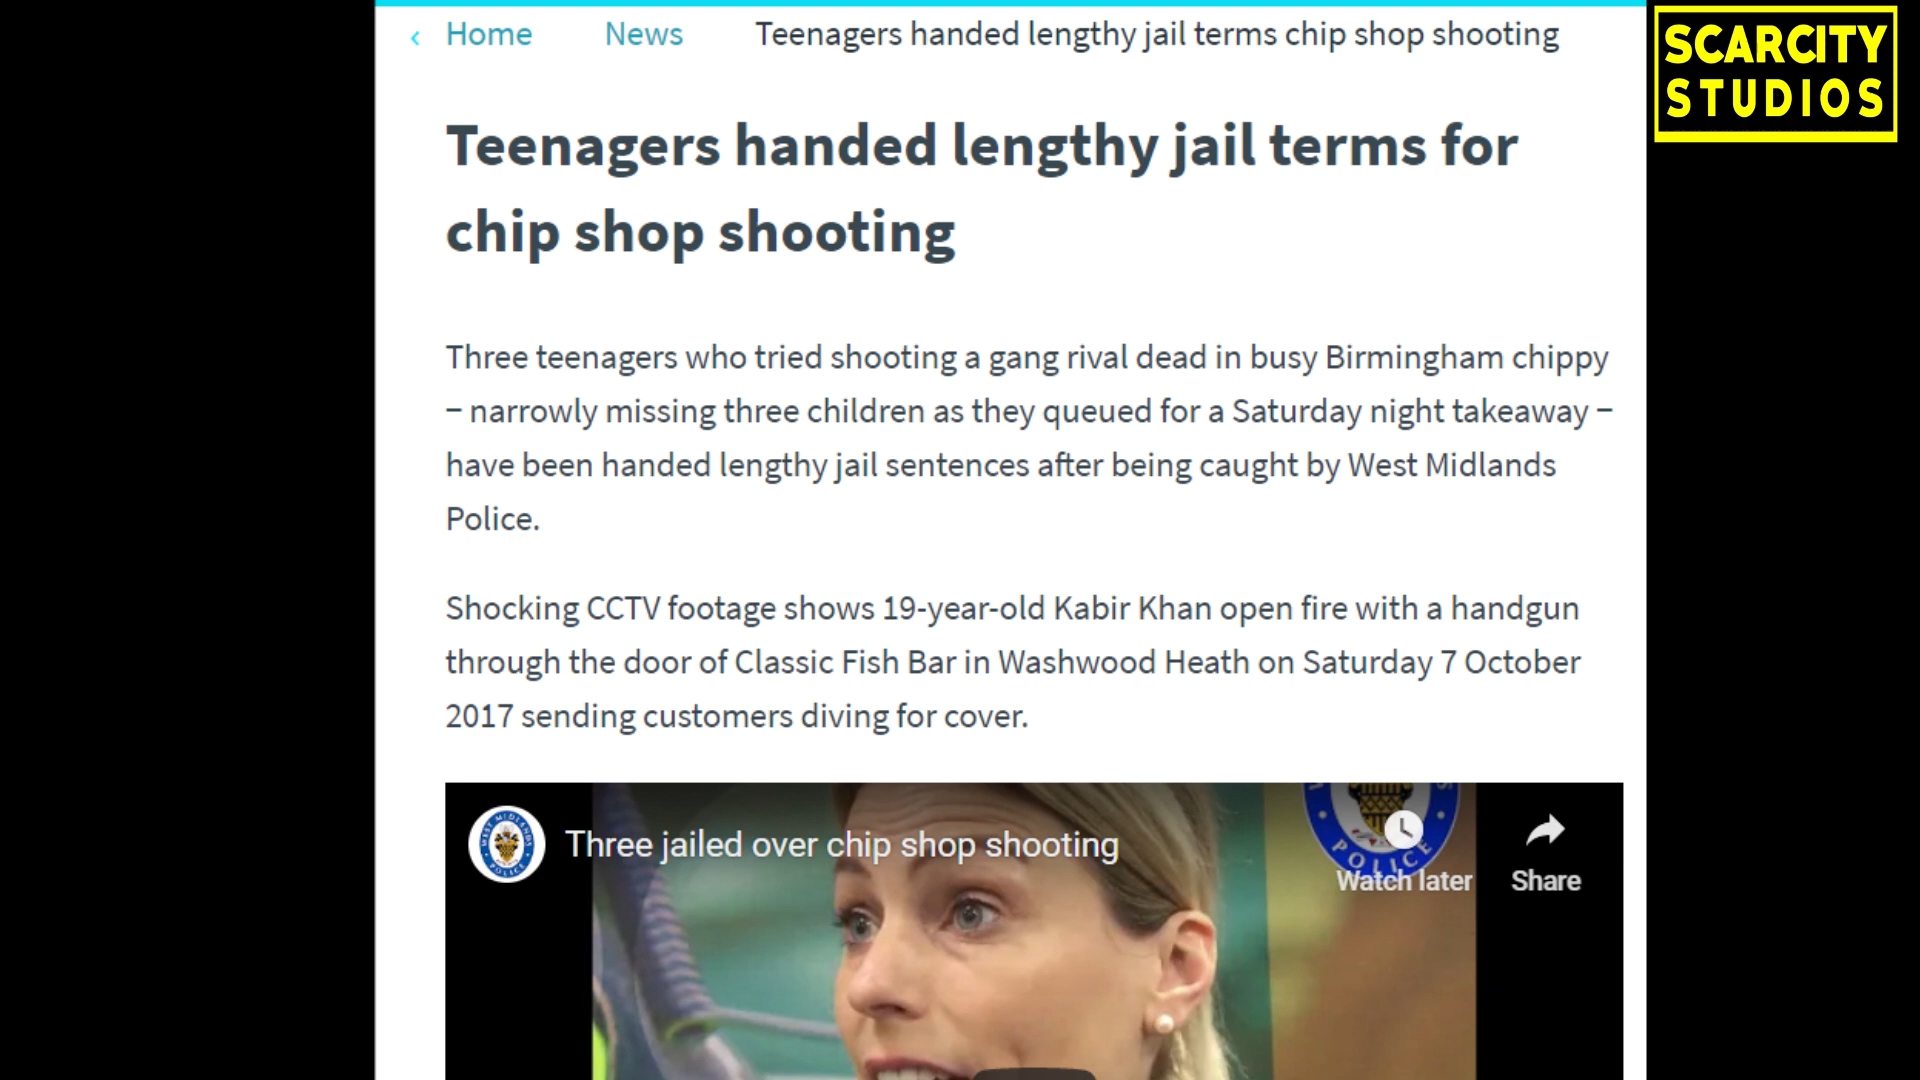 ‹ Home News Teenagers handed lengthy jail terms chip shop shooting
SCARCITY
STUDIOS
Teenagers handed lengthy jail terms for
chip shop shooting
Three teenagers who tried shooting a gang rival dead in busy Birmingham chippy
– narrowly missing three children as they queued for a Saturday night takeaway –
have been handed lengthy jail sentences after being caught by West Midlands
Police.
Shocking CCTV footage shows 19-year-old Kabir Khan open fire with a handgun
through the door of Classic Fish Bar in Washwood Heath on Saturday 7 October
2017 sending customers diving for cover.
WEST MIDLANDS
POLICE
Three jailed over chip shop shooting
POLICE
Watch later
Share